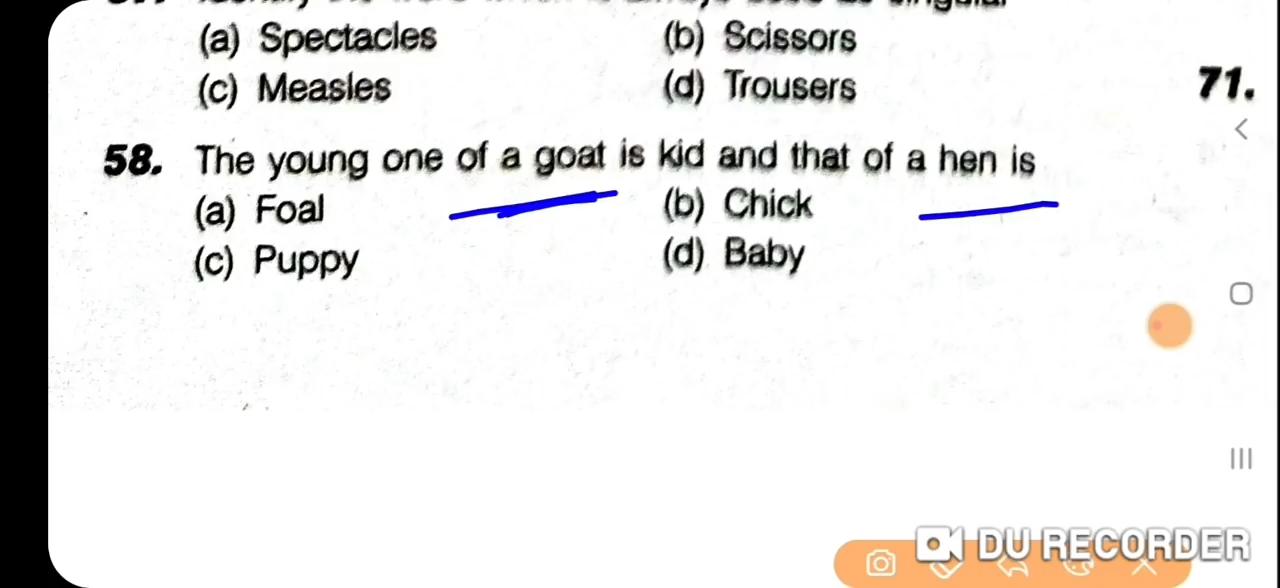 (a) Spectacles (b) Scissors
(c) Measles (d) Trousers
71.
58. The young one of a goat is kid and that of a hen is
(a) Foal (b) Chick
(c) Puppy (d) Baby
DU RECORDER